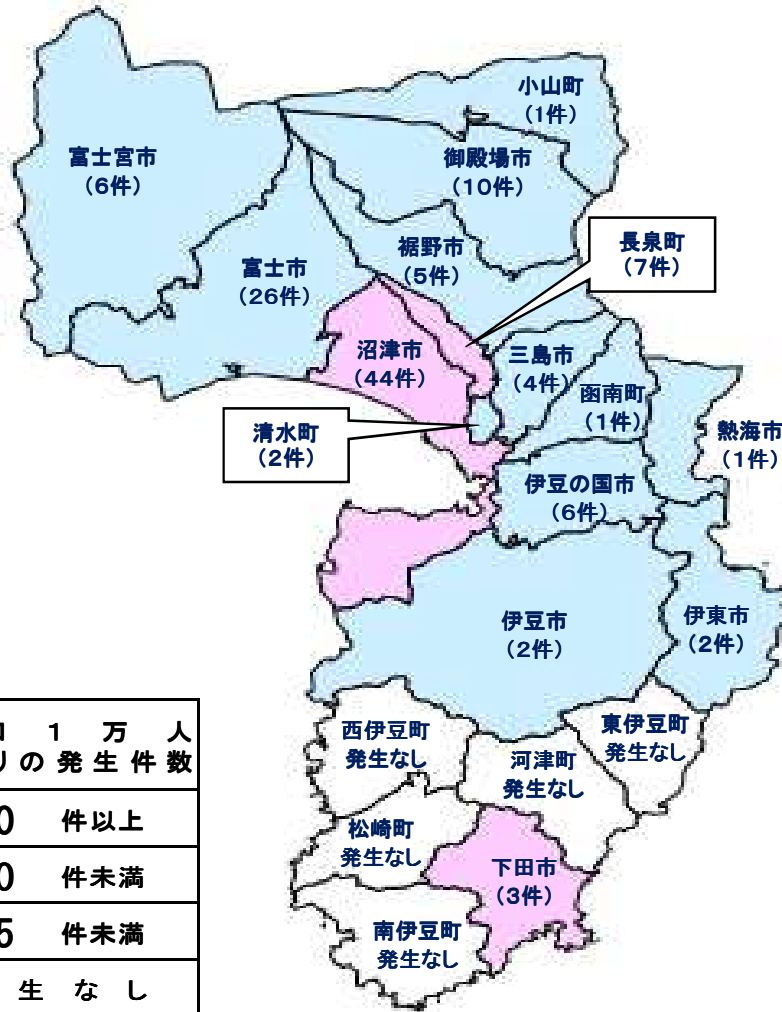 小山町
(1件)
富士宮市
(6件)
御殿場市
(10件)
裾野市
(5件)
長泉町
(7件)
富士市
(26件)
沼津市
(44件)
三島市
(4件)
函南町
(1件)
清水町
(2件)
熱海市
(1件)
伊豆の国市
(6件)
伊豆市
(2件)
伊東市
(2件)
西伊豆町
発生なし
河津町
発生なし
東伊豆町
発生なし
松崎町
発生なし
下田市
(3件)
南伊豆町
発生なし
1万人
の発生件数
0 件以上
0 件未満
5 件未満
生なし